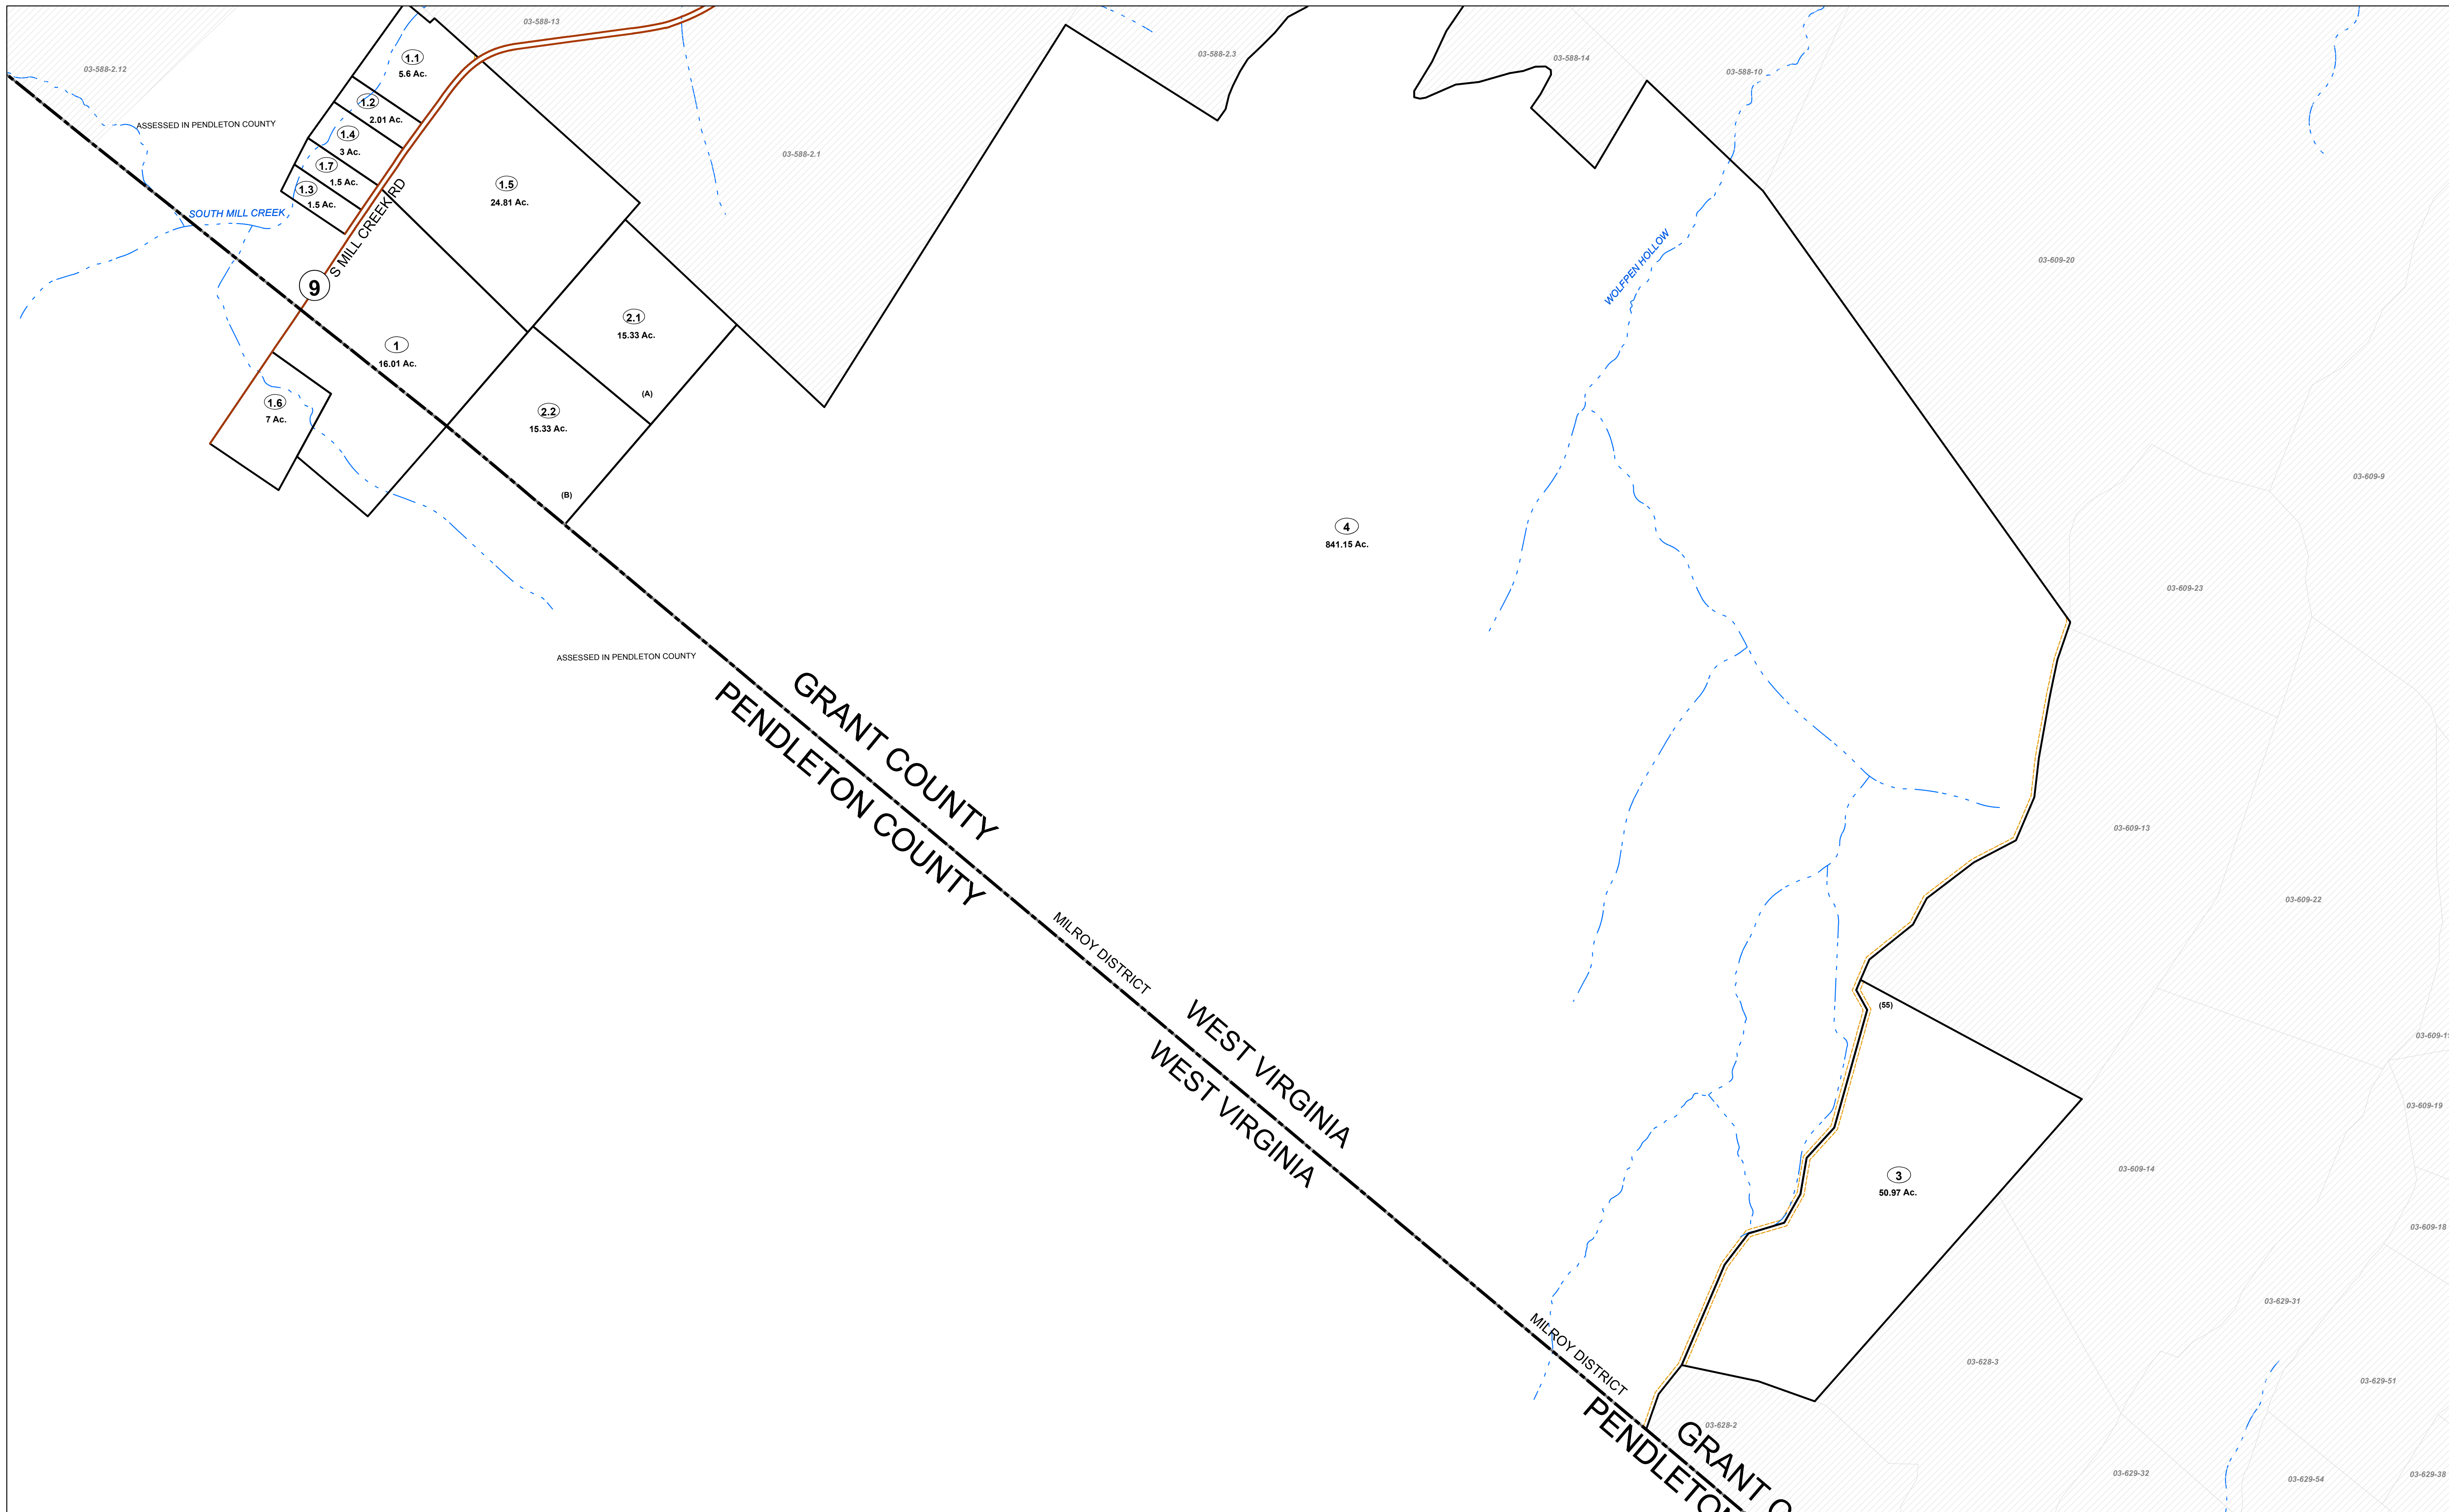 03-588-13
03-588-2.3
03-588-14
03-588-2.12
03-588-10
1.1
5.6 Ac.
1.2
2.01 Ac.
ASSESSED IN PENDLETON COUNTY
1.4
3 Ac.
03-588-2.1
1.7
1.5 Ac.
1.3
1.5 Ac.
1.5
24.81 Ac.
SOUTH MILL CREEK
S MILL CREEK RD
WOLFPEN HOLLOW
03-609-20
9
2.1
15.33 Ac.
1
16.01 Ac.
(A)
1.6
7 Ac.
2.2
15.33 Ac.
03-609-9
(B)
4
841.15 Ac.
03-609-23
ASSESSED IN PENDLETON COUNTY
GRANT COUNTY
PENDLETON COUNTY
03-609-13
03-609-22
MILROY DISTRICT
(55)
WEST VIRGINIA
WEST VIRGINIA
03-609-19
03-609-14
3
50.97 Ac.
03-609-18
03-629-31
MILROY DISTRICT
03-628-3
03-629-51
03-628-2
GRANT
PENDLETON
03-629-32
03-629-54
03-629-38